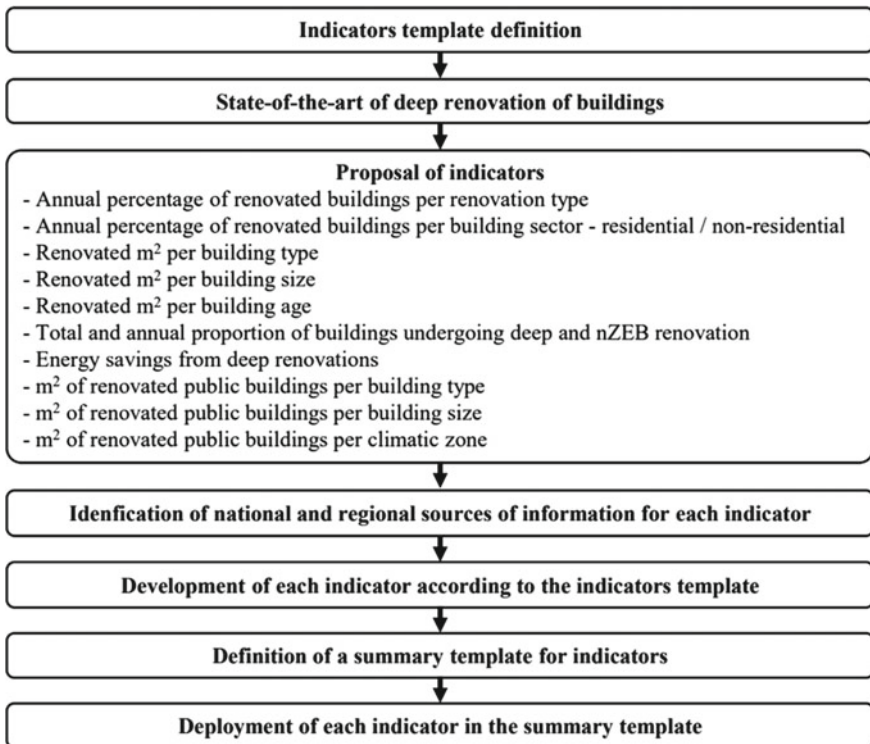 Indicators template definition
State-of-the-art of deep renovation of buildings
Proposal of indicators
- Annual percentage of renovated buildings per renovation type
- Annual percentage of renovated buildings per building sector - residential / non-residential
- Renovated m² per building type
- Renovated m² per building size
- Renovated m² per building age
- Total and annual proportion of buildings undergoing deep and nZEB renovation
- Energy savings from deep renovations
- m² of renovated public buildings per building type
- m² of renovated public buildings per building size
- m² of renovated public buildings per climatic zone
Idenfication of national and regional sources of information for each indicator
Development of each indicator according to the indicators template
Definition of a summary template for indicators
Deployment of each indicator in the summary template